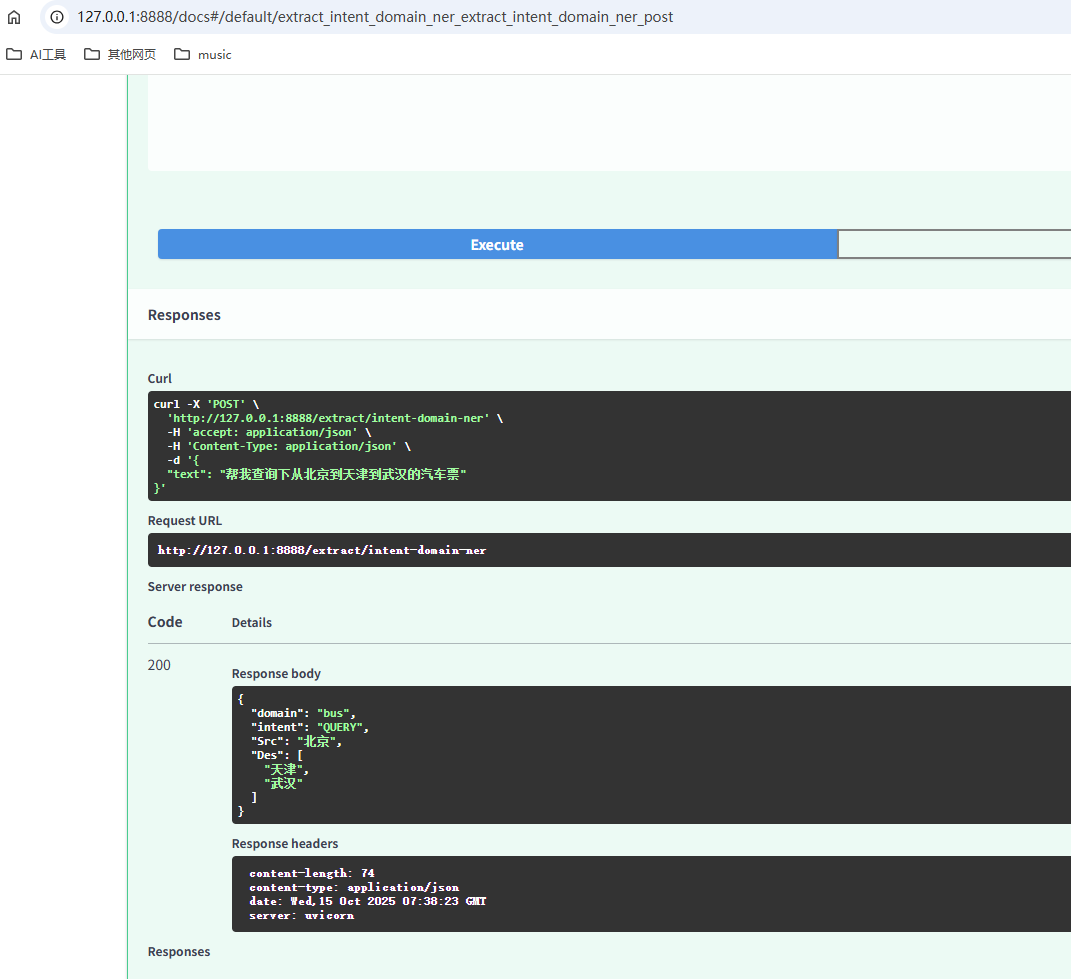 127.0.0.1:8888/docs#/default/extract_intent_domain_ner_extract_intent_domain_ner_post
AI工具 其他网页 music
Execute
Responses
Curl
curl -X 'POST' \
  'http://127.0.0.1:8888/extract/intent-domain-ner' \
  -H 'accept: application/json' \
  -H 'Content-Type: application/json' \
  -d '{
  "text": "帮我查询下从北京到天津到武汉的汽车票"
}'
Request URL
http://127.0.0.1:8888/extract/intent-domain-ner
Server response
Code Details
200
Response body
{
  "domain": "bus",
  "intent": "QUERY",
  "Src": "北京",
  "Des": [
    "天津",
    "武汉"
  ]
}
Response headers
content-length: 74
content-type: application/json
date: Wed,15 Oct 2025 07:38:23 GMT
server: uvicorn
Responses